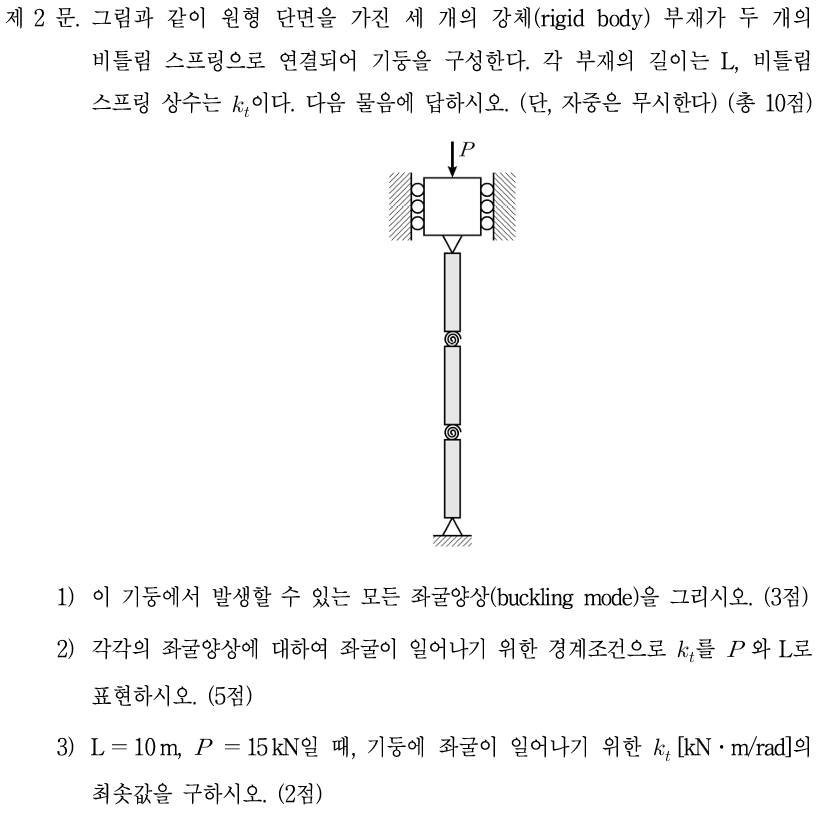 제 2 문. 그림과 같이 원형 단면을 가진 세 개의 강체(rigid body) 부재가 두 개의
비틀림 스프링으로 연결되어 기둥을 구성한다. 각 부재의 길이는 L, 비틀림
스프링 상수는 k_t이다. 다음 물음에 답하시오. (단, 자중은 무시한다) (총 10점)
P
1) 이 기둥에서 발생할 수 있는 모든 좌굴양상(buckling mode)을 그리시오. (3점)
2) 각각의 좌굴양상에 대하여 좌굴이 일어나기 위한 경계조건으로 k_t를 P 와 L로
표현하시오. (5점)
3) L = 10 m, P = 15 kN일 때, 기둥에 좌굴이 일어나기 위한 k_t [kN · m/rad]의
최솟값을 구하시오. (2점)